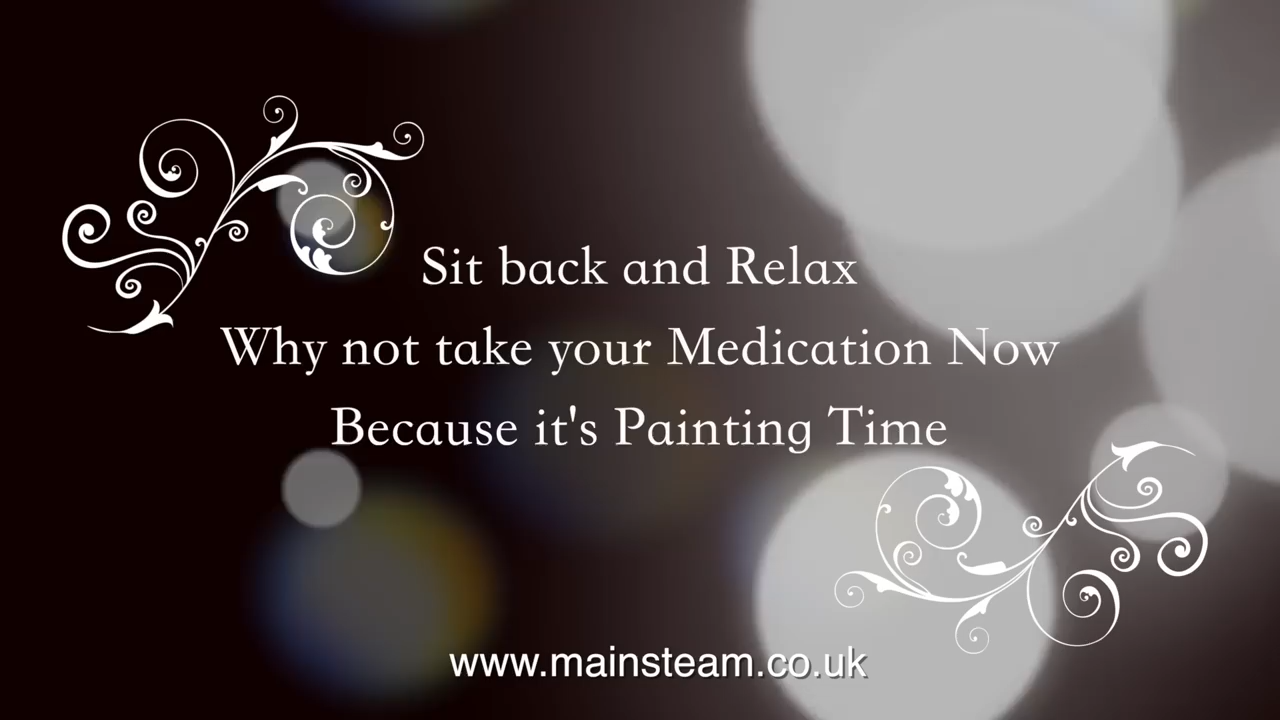 Sit back and Relax
Why not take your Medication Now
Because it's Painting Time
www.mainsteam.co.uk